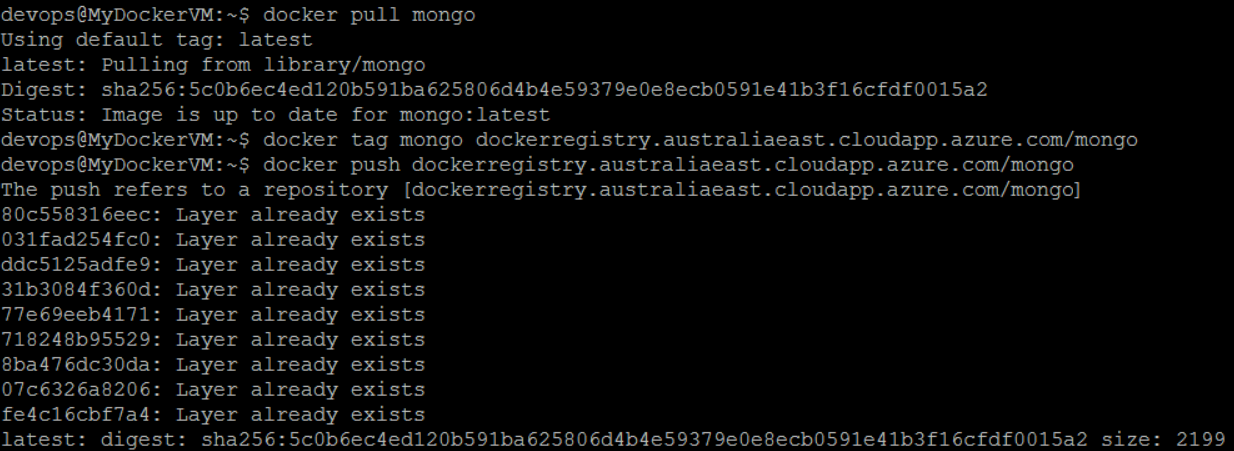 devops@MyDockerVM:~$ docker pull mongo
Using default tag: latest
latest: Pulling from library/mongo
Digest: sha256:5c0b6ec4ed120b591ba625806d4b4e59379e0e8ecb0591e41b3f16cfdf0015a2
Status: Image is up to date for mongo:latest
devops@MyDockerVM:~$ docker tag mongo dockerregistry.australiaeast.cloudapp.azure.com/mongo
devops@MyDockerVM:~$ docker push dockerregistry.australiaeast.cloudapp.azure.com/mongo
The push refers to a repository [dockerregistry.australiaeast.cloudapp.azure.com/mongo]
80c558316eec: Layer already exists
031fad254fc0: Layer already exists
ddc5125adfe9: Layer already exists
31b3084f360d: Layer already exists
77e69eeb4171: Layer already exists
718248b95529: Layer already exists
8ba476dc30da: Layer already exists
07c6326a8206: Layer already exists
fe4c16cbf7a4: Layer already exists
latest: digest: sha256:5c0b6ec4ed120b591ba625806d4b4e59379e0e8ecb0591e41b3f16cfdf0015a2 size: 2199